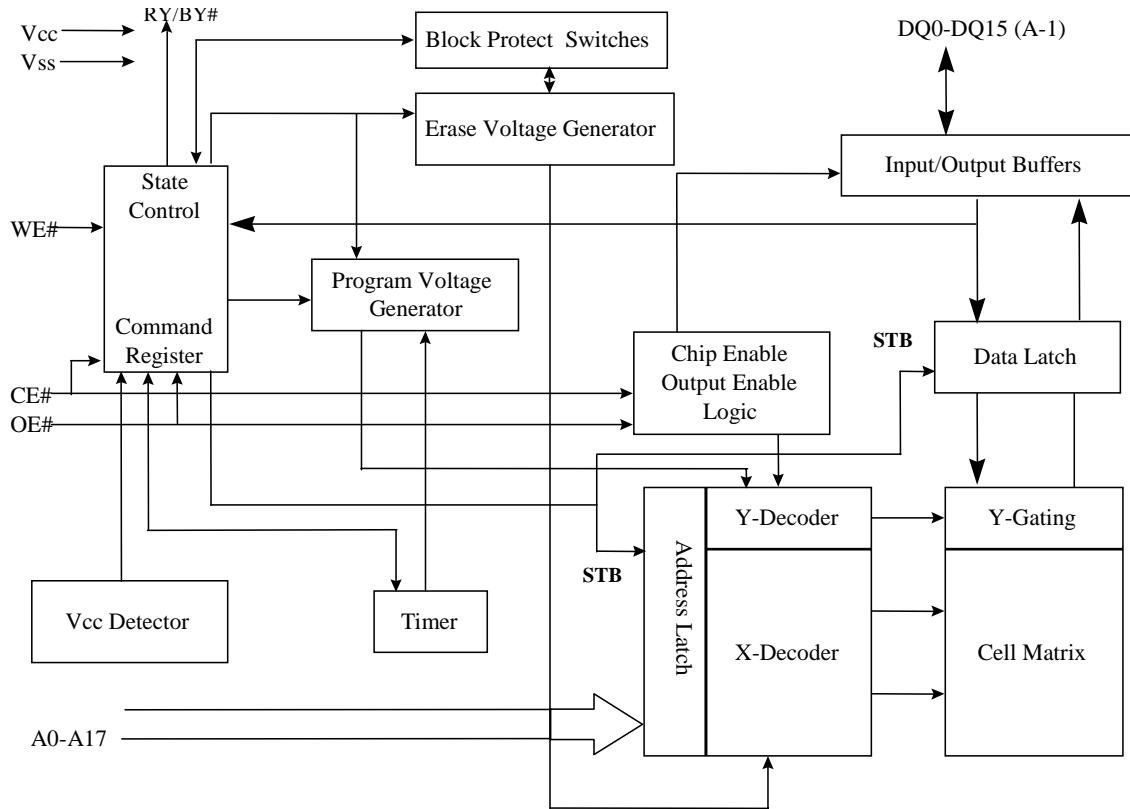 RY/BY#
Vcc
Vss
Block Protect Switches
DQ0-DQ15 (A-1)
Erase Voltage Generator
Input/Output Buffers
State
Control
WE#
Program Voltage
Generator
Command
Register
STB
Data Latch
Chip Enable
Output Enable
Logic
CE#
OE#
Y-Decoder
Y-Gating
STB
Address Latch
Vcc Detector
Timer
X-Decoder
Cell Matrix
A0-A17